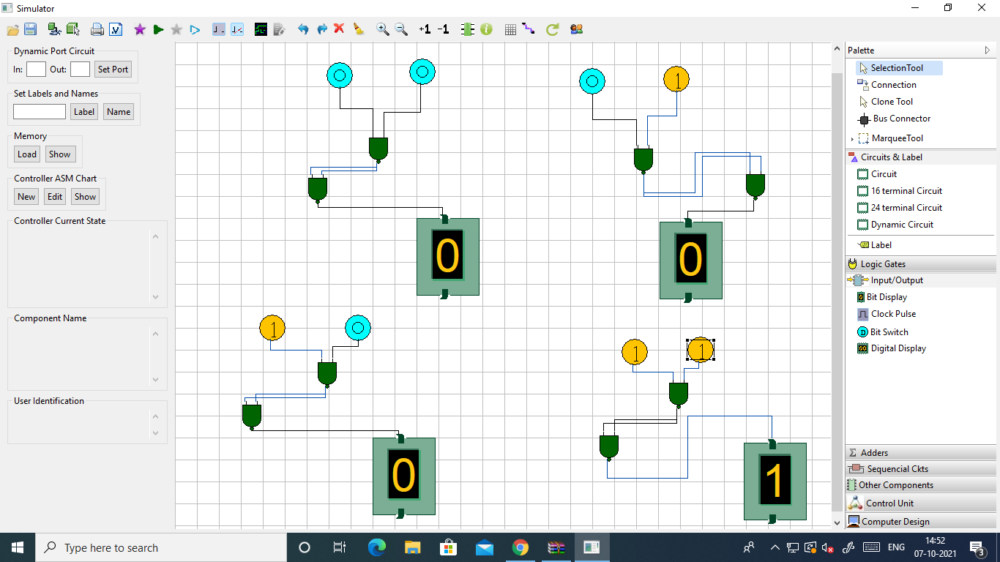 Simulator
+1 -1
Dynamic Port Circuit
In: Out: Set Port
Set Labels and Names
Label Name
Memory
Load Show
Controller ASM Chart
New Edit Show
Controller Current State
Component Name
User Identification
1
0
0
1
1
1
0
1
Palette
SelectionTool
Connection
Clone Tool
Bus Connector
MarqueeTool
Circuits & Label
Circuit
16 terminal Circuit
24 terminal Circuit
Dynamic Circuit
Label
Logic Gates
Input/Output
Bit Display
Clock Pulse
Bit Switch
Digital Display
Adders
Sequencial Ckts
Other Components
Control Unit
Computer Design
Type here to search
ENG
14:52
07-10-2021
3